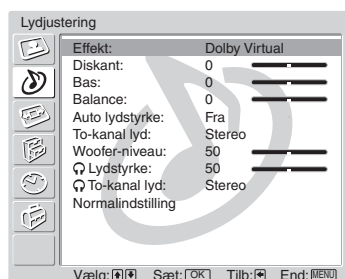 Lydjustering
Effekt: Dolby Virtual
Diskant: 0
Bas: 0
Balance: 0
Auto lydstyrke: Fra
To-kanal lyd: Stereo
Woofer-niveau: 50
Lydstyrke: 50
To-kanal lyd: Stereo
Normalindstilling
Vælg: Sæt: OK Tilb: End: MENU